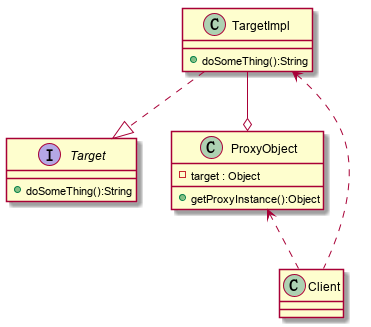 C TargetImpl
doSomeThing():String
I Target
doSomeThing():String
C ProxyObject
target : Object
getProxyInstance():Object
C Client